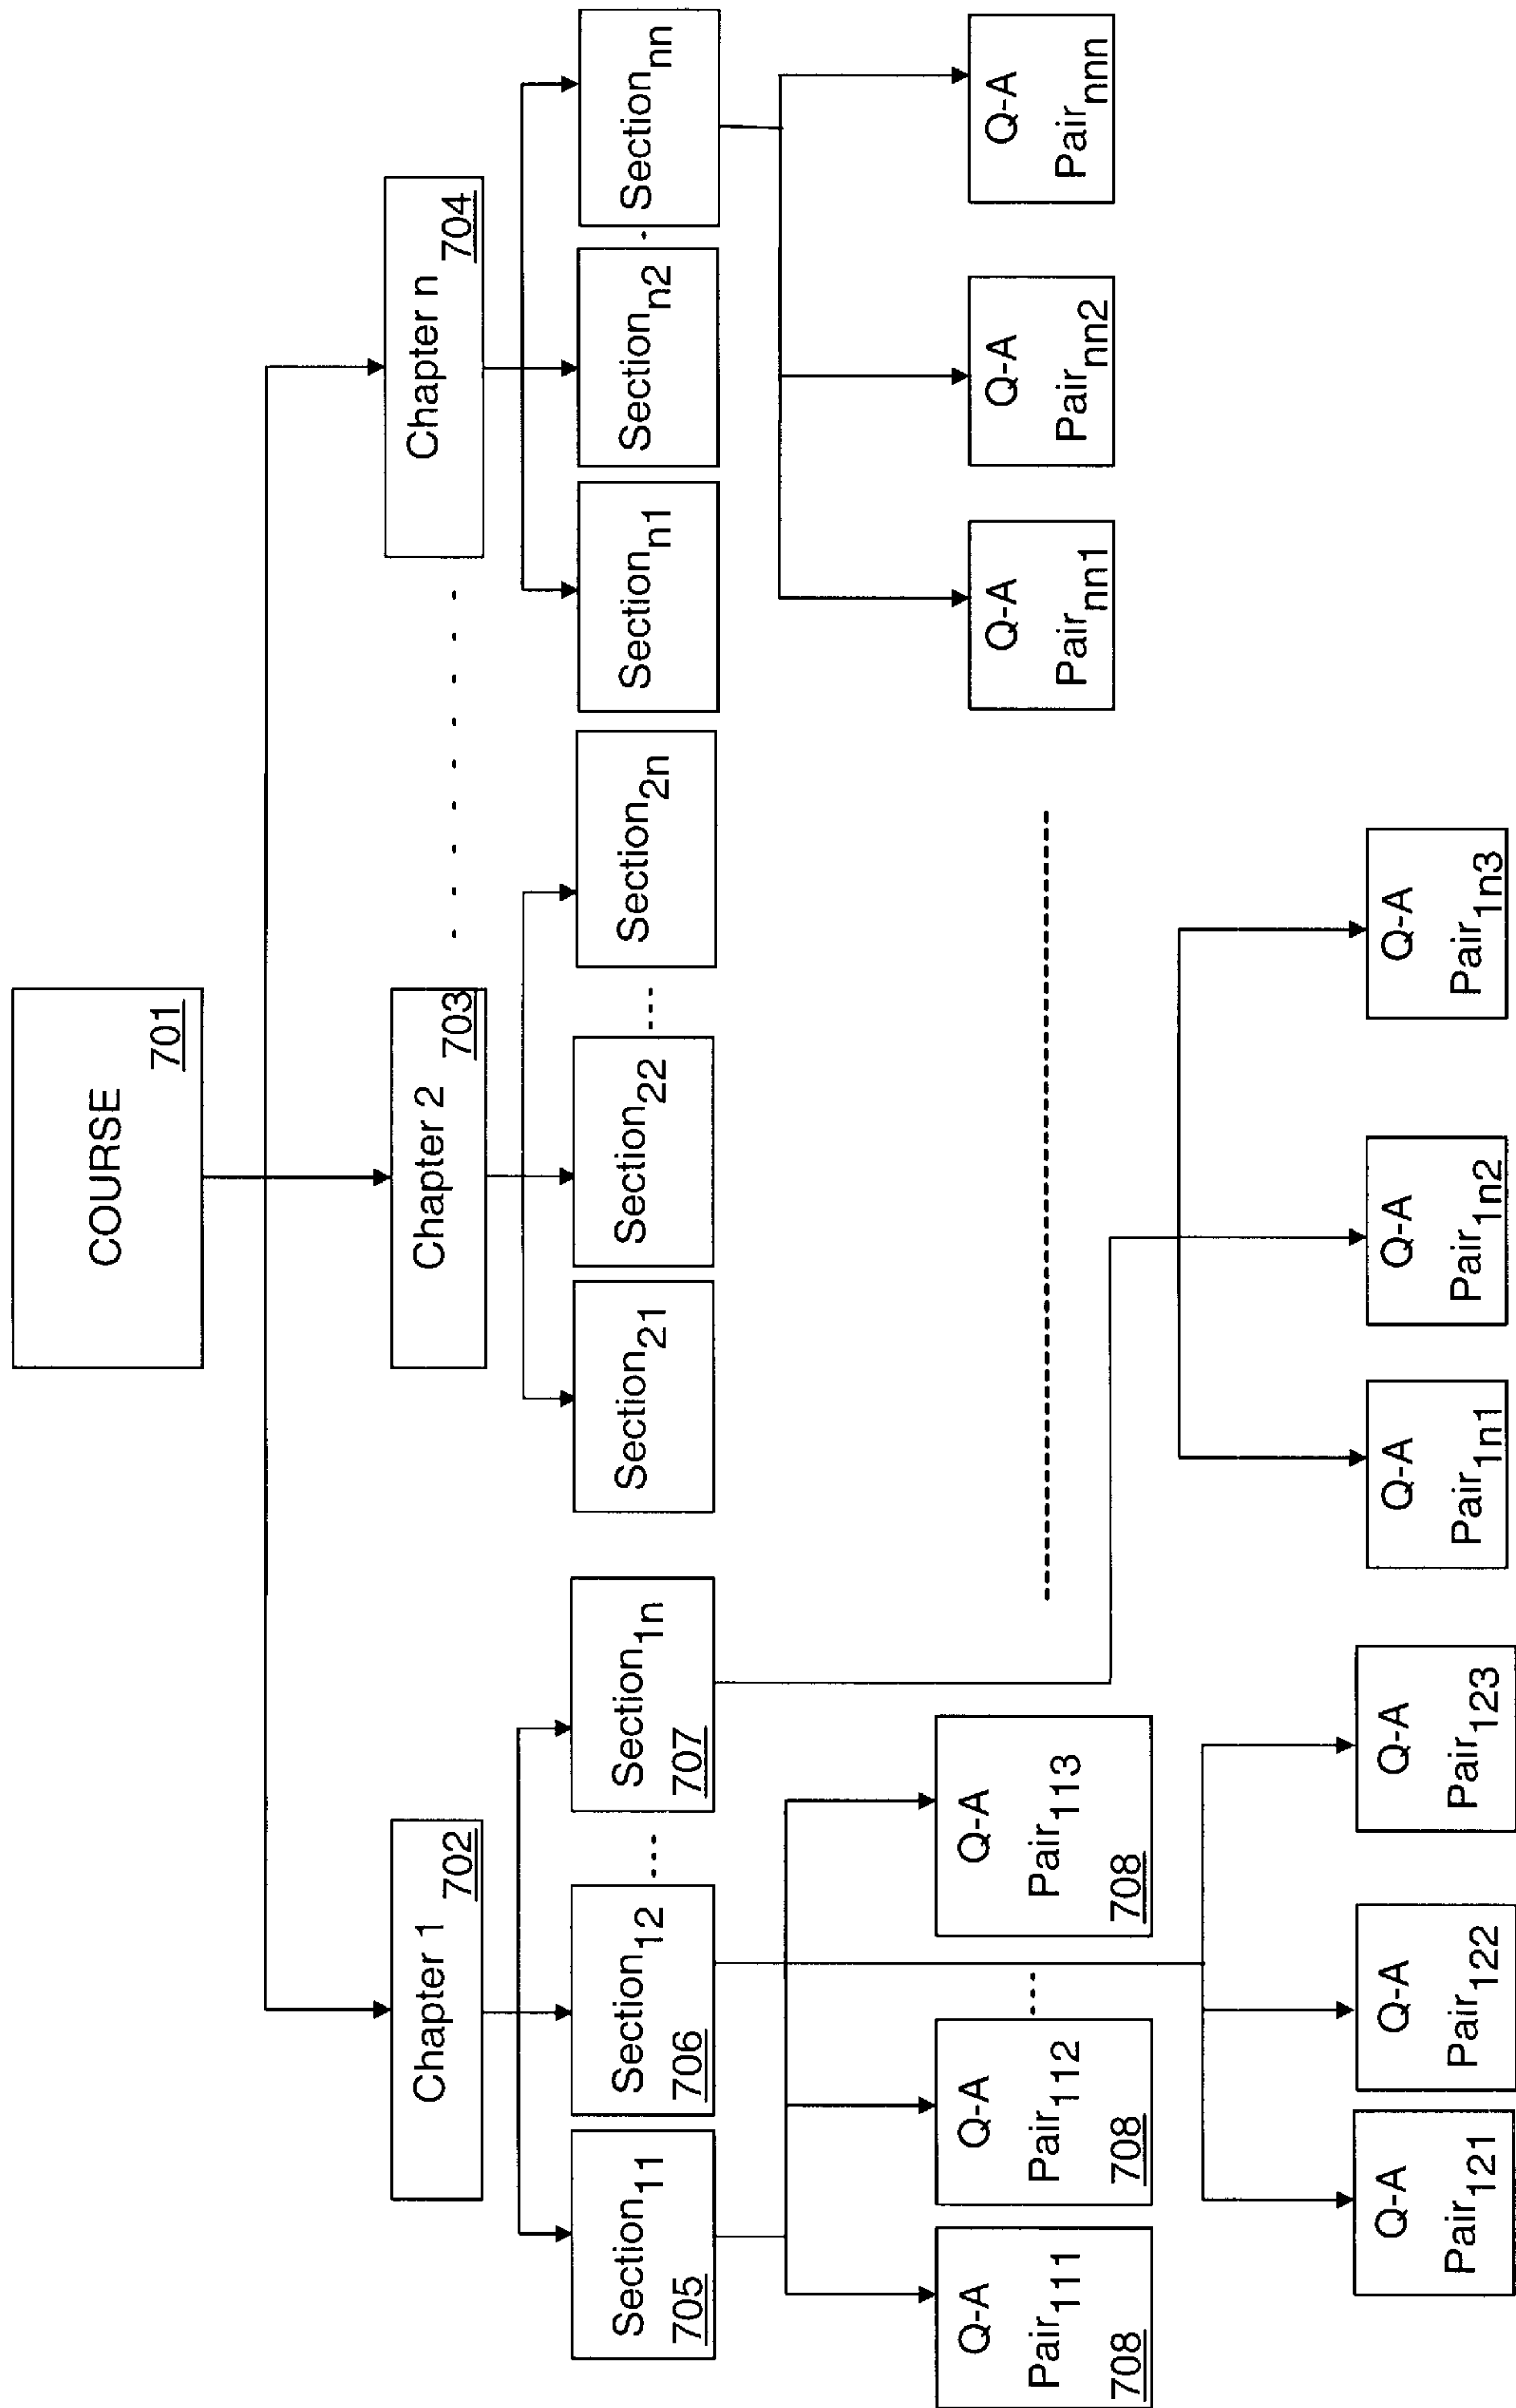 COURSE
701
Chapter 1
702
Chapter 2
703
Chapter n
704
Section11
705
Section12
706
Section1n
707
Section21
Section22
Section2n
Sectionn1
Sectionn2
Sectionnn
Q-A
Pair111
708
Q-A
Pair112
708
Q-A
Pair113
708
Q-A
Pairnn1
Q-A
Pairnn2
Q-A
Pairnnn
Q-A
Pair121
Q-A
Pair122
Q-A
Pair123
Q-A
Pair1n1
Q-A
Pair1n2
Q-A
Pair1n3